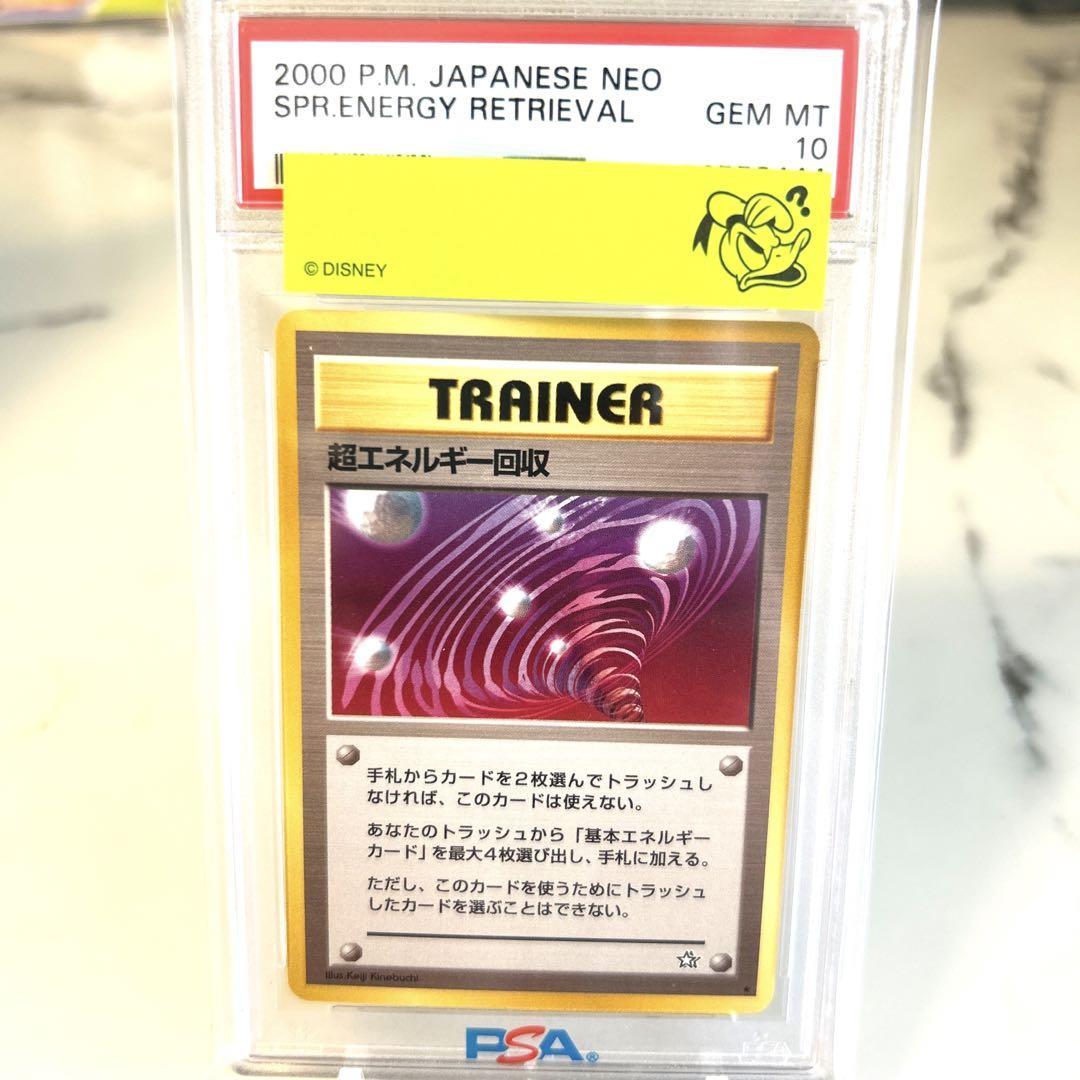 2000 P.M. JAPANESE NEO
SPR.ENERGY RETRIEVAL
GEM MT
10
© DISNEY
?
TRAINER
超エネルギー回収
手札からカードを2枚選んでトラッシュし
なければ、このカードは使えない。
あなたのトラッシュから「基本エネルギー
カード」を最大4枚選び出し、手札に加える。
ただし、このカードを使うためにトラッシュ
したカードを選ぶことはできない。
Illus. Keiji Kinebuchi
PSA®